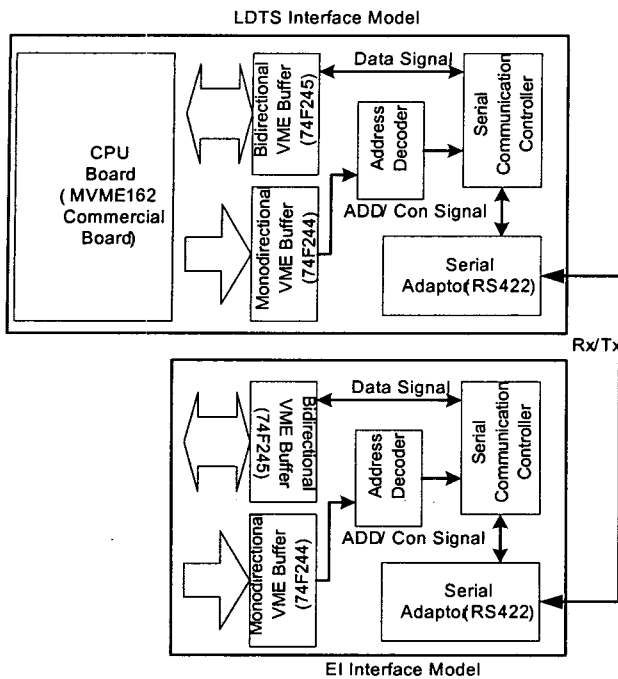 LDTS Interface Model
CPU
Board
( MVME162
Commercial
Board)
Bidirectional
VME Buffer
(74F245)
Data Signal
Address
Decoder
Serial
Communication
Controller
Monodirectional
VME Buffer
(74F244)
ADD/ Con Signal
Serial
Adaptor(RS422)
Rx/Tx
Bidirectional
VME Buffer
(74F245)
Data Signal
Address
Decoder
Serial
Communication
Controller
Monodirectional
VME Buffer
(74F244)
ADD/ Con Signal
Serial
Adaptor(RS422)
EI Interface Model